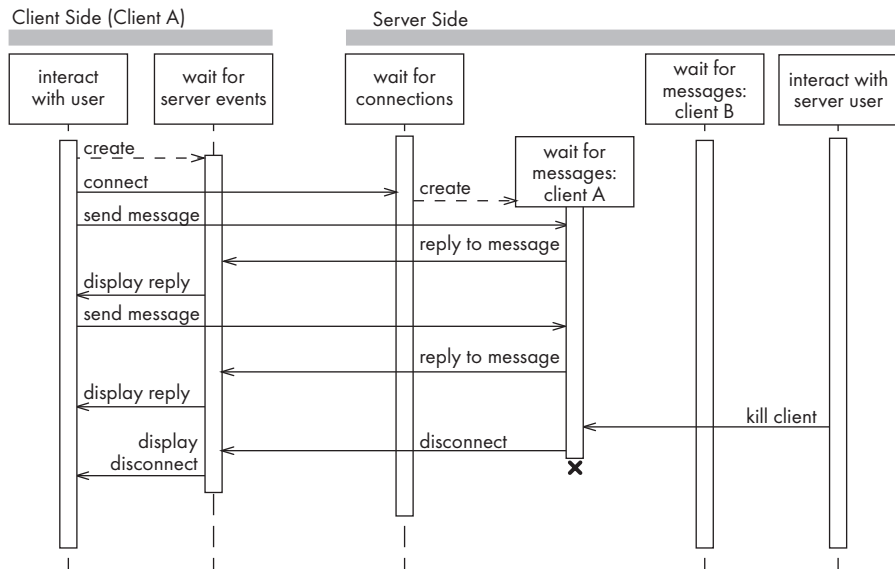 Client Side (Client A)
Server Side
interact
with user
wait for
server events
wait for
connections
wait for
messages:
client B
interact with
server user
create
wait for
messages:
client A
connect
create
send message
reply to message
display reply
send message
reply to message
display reply
kill client
display
disconnect
disconnect